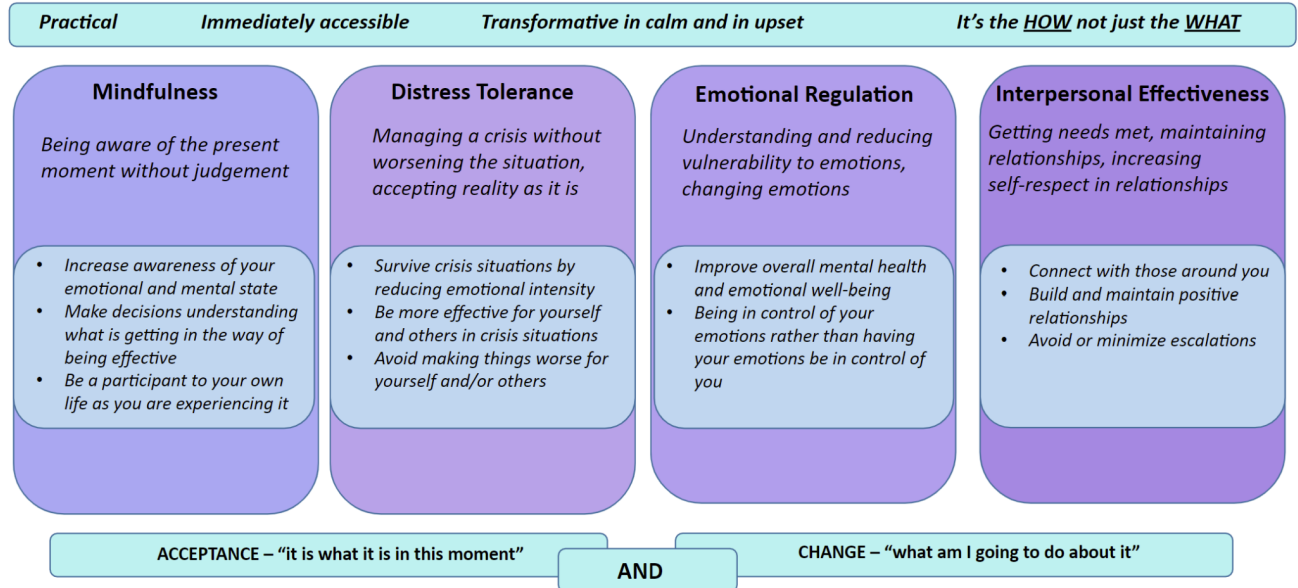 Practical Immediately accessible Transformative in calm and in upset It's the HOW not just the WHAT
Mindfulness
Being aware of the present
moment without judgement
• Increase awareness of your
emotional and mental state
• Make decisions understanding
what is getting in the way of
being effective
• Be a participant to your own
life as you are experiencing it
Distress Tolerance
Managing a crisis without
worsening the situation,
accepting reality as it is
• Survive crisis situations by
reducing emotional intensity
• Be more effective for yourself
and others in crisis situations
• Avoid making things worse for
yourself and/or others
Emotional Regulation
Understanding and reducing
vulnerability to emotions,
changing emotions
• Improve overall mental health
and emotional well-being
• Being in control of your
emotions rather than having
your emotions be in control of
you
Interpersonal Effectiveness
Getting needs met, maintaining
relationships, increasing
self-respect in relationships
• Connect with those around you
• Build and maintain positive
relationships
• Avoid or minimize escalations
ACCEPTANCE – “it is what it is in this moment”
AND
CHANGE – “what am I going to do about it”